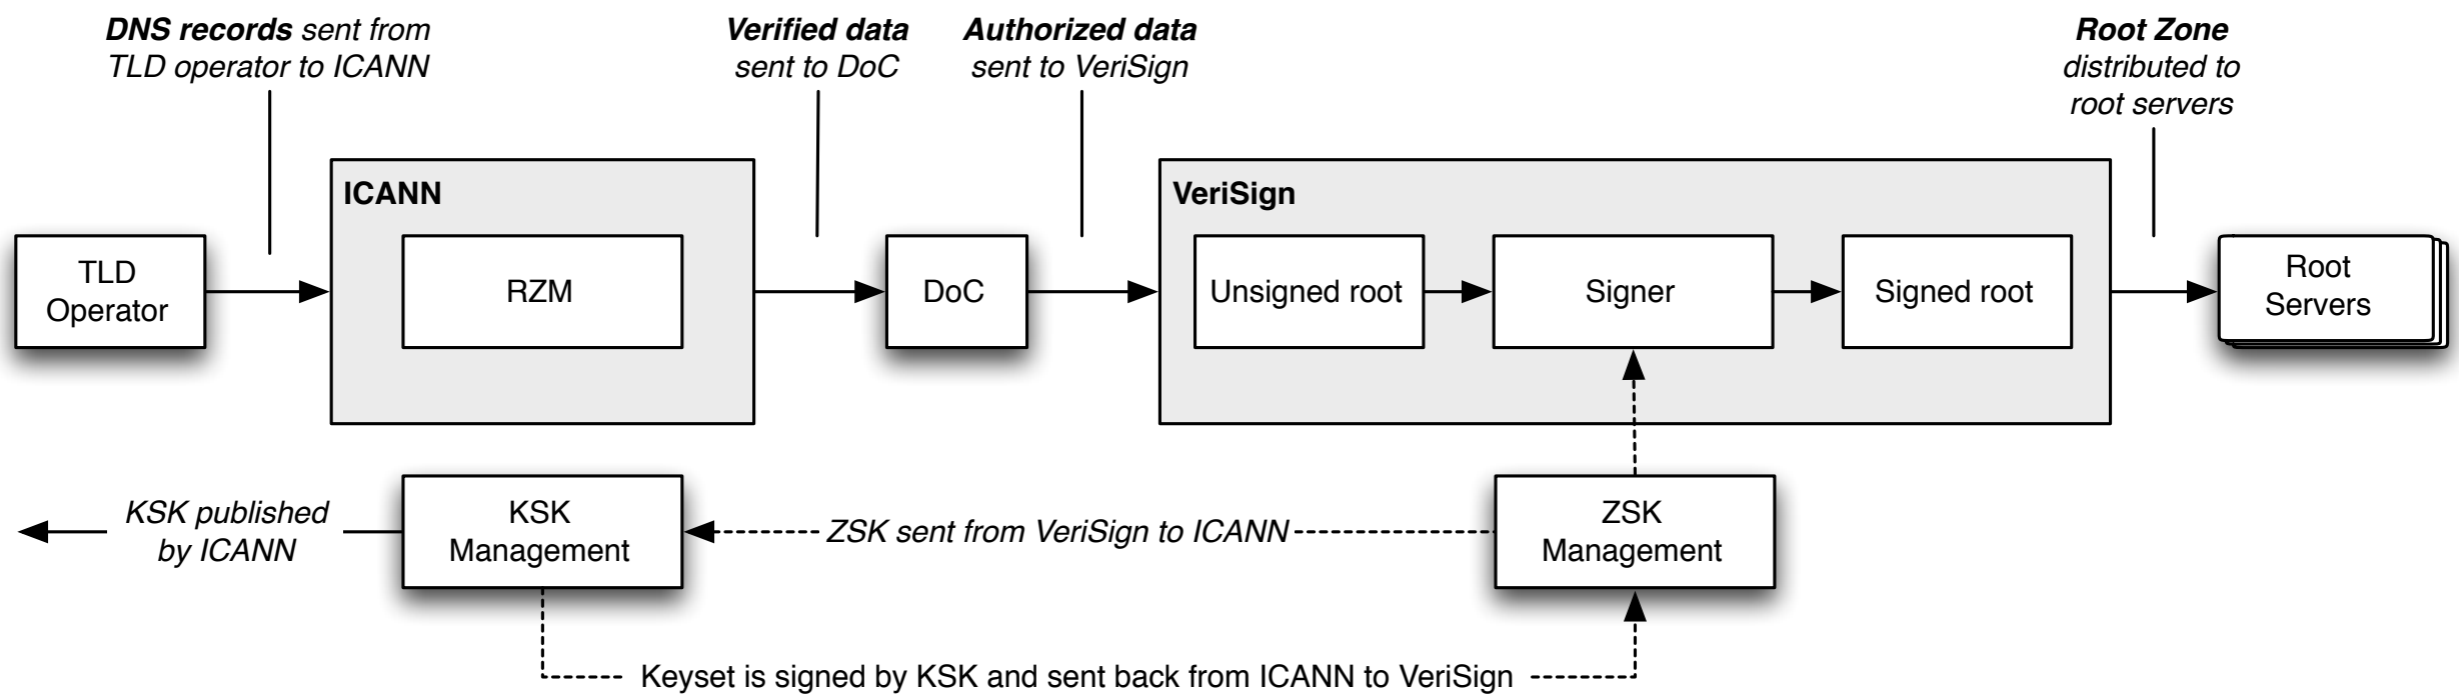 DNS records sent from
TLD operator to ICANN
Verified data
sent to DoC
Authorized data
sent to VeriSign
Root Zone
distributed to
root servers
ICANN
VeriSign
TLD
Operator
RZM
DoC
Unsigned root
Signer
Signed root
Root
Servers
KSK published
by ICANN
KSK
Management
ZSK sent from VeriSign to ICANN
ZSK
Management
Keyset is signed by KSK and sent back from ICANN to VeriSign